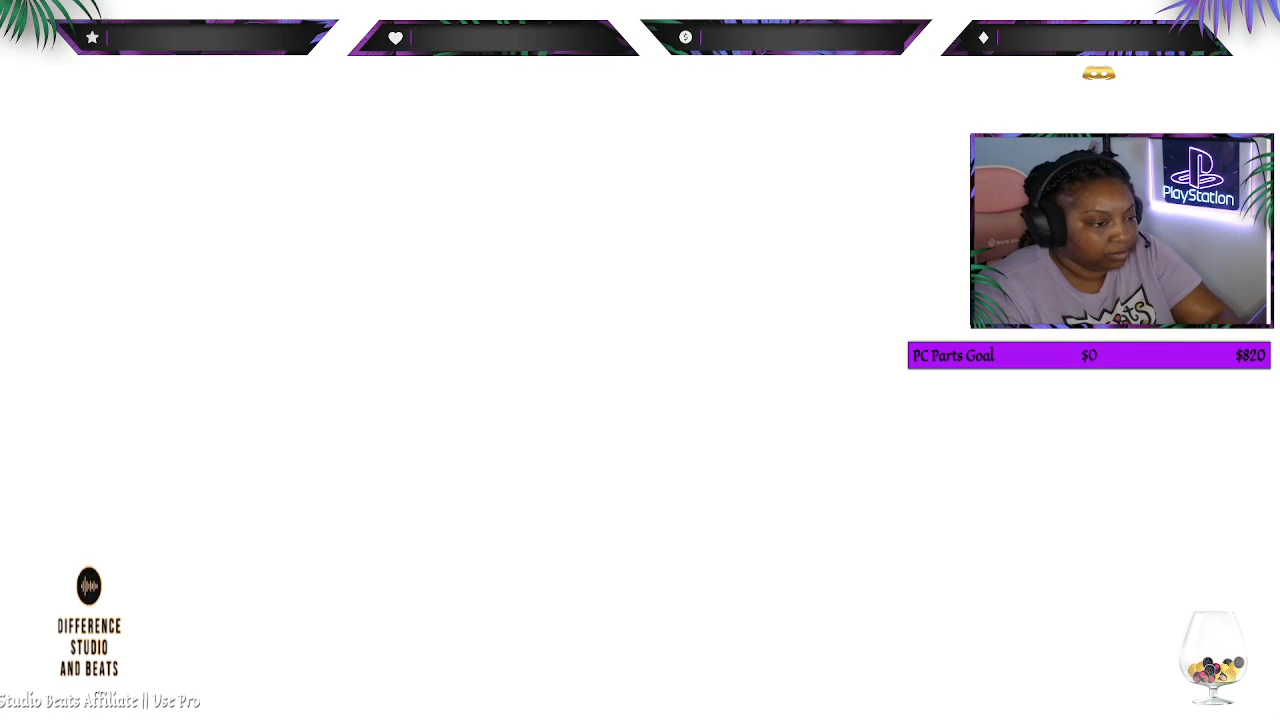 PlayStation
PC Parts Goal $0 $820
DIFFERENCE
STUDIO
AND BEATS
Studio Beats Affiliate || Use Pro